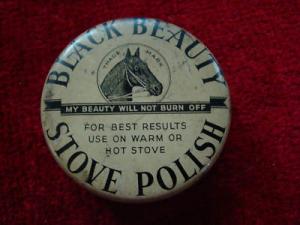 BLACK BEAUTY
TRADE MARK
MY BEAUTY WILL NOT BURN OFF
FOR BEST RESULTS
USE ON WARM OR
HOT STOVE
STOVE POLISH